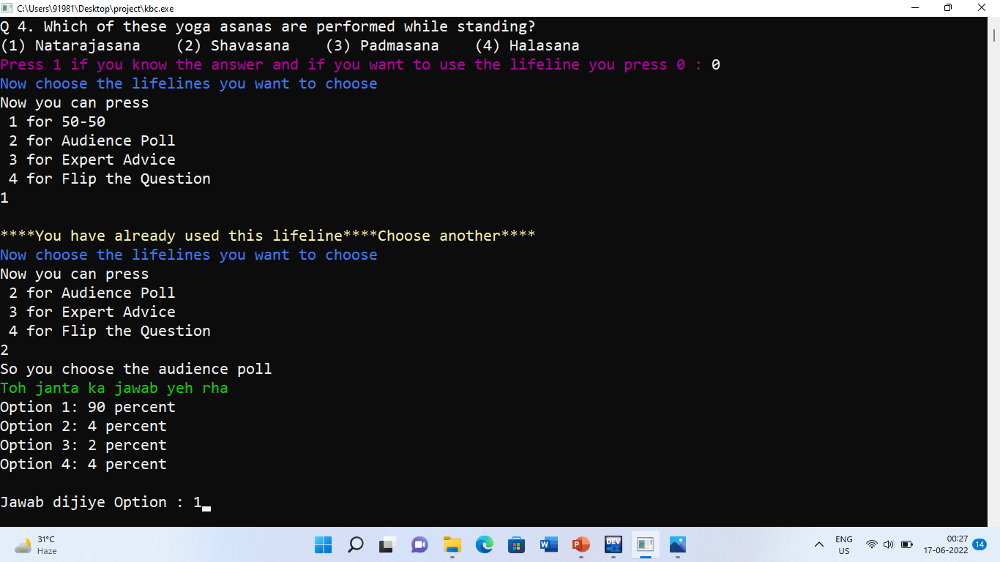 C:\Users\91981\Desktop\project\kbc.exe
Q 4. Which of these yoga asanas are performed while standing?
(1) Natarajasana    (2) Shavasana    (3) Padmasana    (4) Halasana
Press 1 if you know the answer and if you want to use the lifeline you press 0 : 0
Now choose the lifelines you want to choose
Now you can press
 1 for 50-50
 2 for Audience Poll
 3 for Expert Advice
 4 for Flip the Question
1
****You have already used this lifeline****Choose another****
Now choose the lifelines you want to choose
Now you can press
 2 for Audience Poll
 3 for Expert Advice
 4 for Flip the Question
2
So you choose the audience poll
Toh janta ka jawab yeh rha
Option 1: 90 percent
Option 2: 4 percent
Option 3: 2 percent
Option 4: 4 percent
Jawab dijiye Option : 1
31°C
Haze
W
P
DEV
ENG
US
00:27
17-06-2022
14